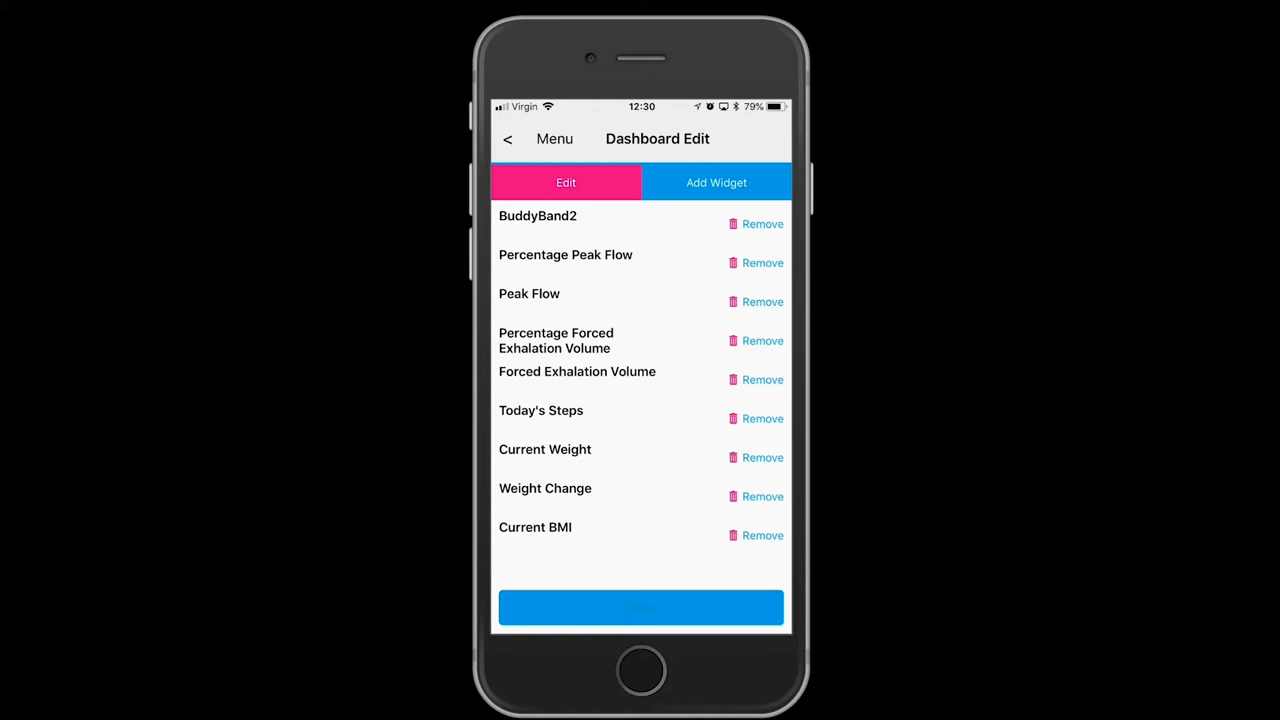 Virgin 12:30 79%
< Menu Dashboard Edit
Edit Add Widget
BuddyBand2 Remove
Percentage Peak Flow Remove
Peak Flow Remove
Percentage Forced
Exhalation Volume Remove
Forced Exhalation Volume Remove
Today's Steps Remove
Current Weight Remove
Weight Change Remove
Current BMI Remove